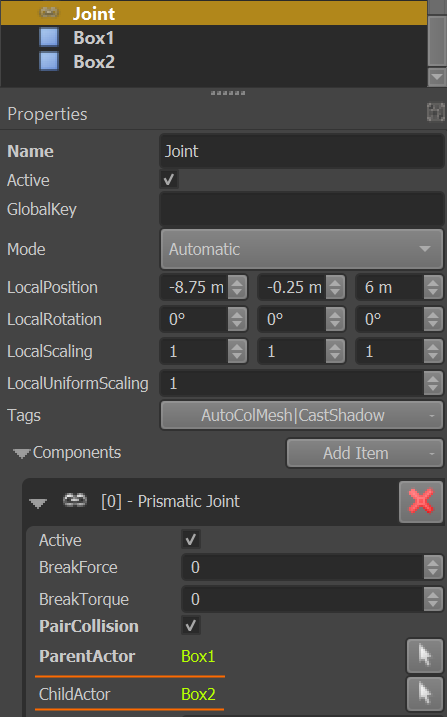 Joint
Box1
Box2
Properties
Name Joint
Active
GlobalKey
Mode Automatic
LocalPosition -8.75 m -0.25 m 6 m
LocalRotation 0° 0° 0°
LocalScaling 1 1 1
LocalUniformScaling 1
Tags AutoColMesh|CastShadow
Components Add Item
[0] - Prismatic Joint
Active
BreakForce 0
BreakTorque 0
PairCollision
ParentActor Box1
ChildActor Box2